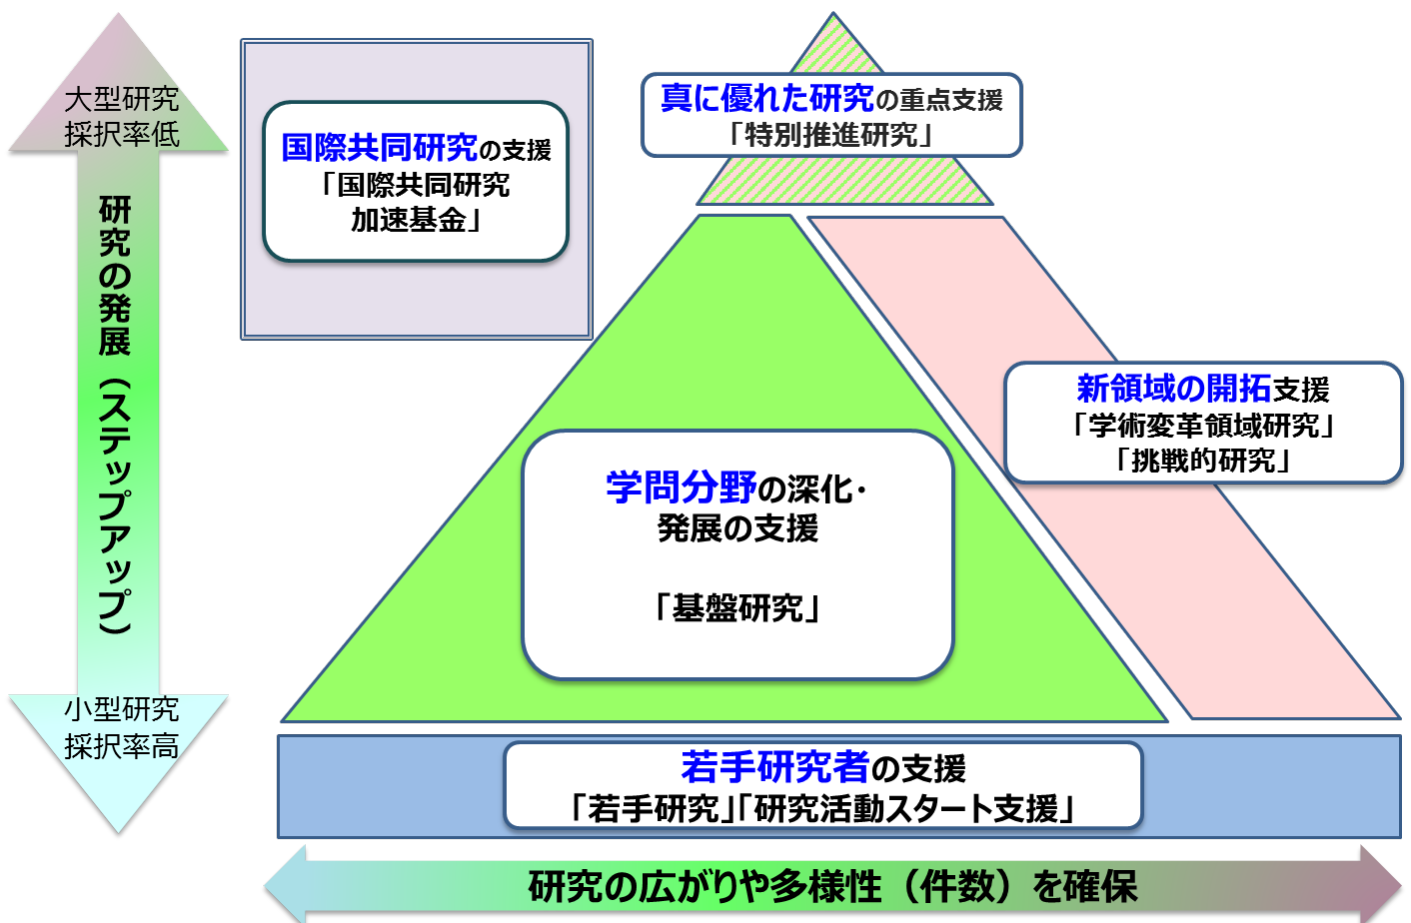 大型研究
採択率低
研究の発展（ステップアップ）
小型研究
採択率高
国際共同研究の支援
「国際共同研究
加速基金」
真に優れた研究の重点支援
「特別推進研究」
新領域の開拓支援
「学術変革領域研究」
「挑戦的研究」
学問分野の深化・
発展の支援
「基盤研究」
若手研究者の支援
「若手研究」「研究活動スタート支援」
研究の広がりや多様性（件数）を確保